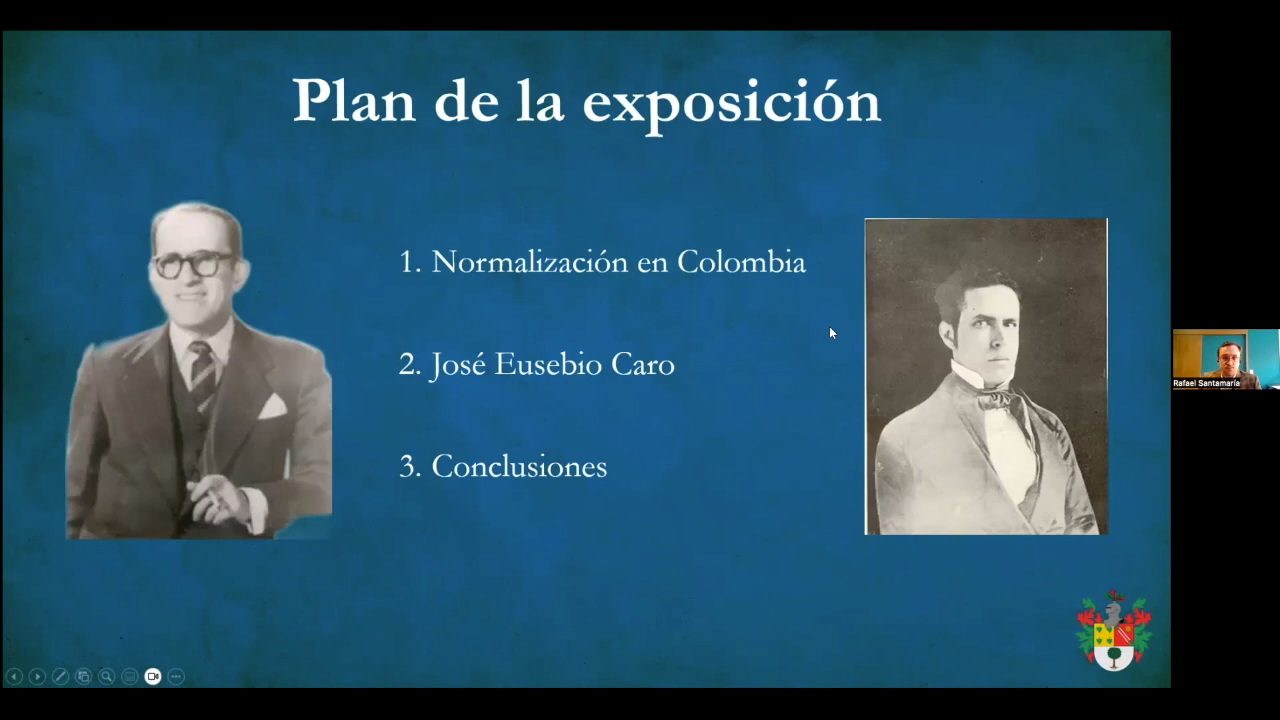 Plan de la exposición
1. Normalización en Colombia
2. José Eusebio Caro
3. Conclusiones
Rafael Santamaría